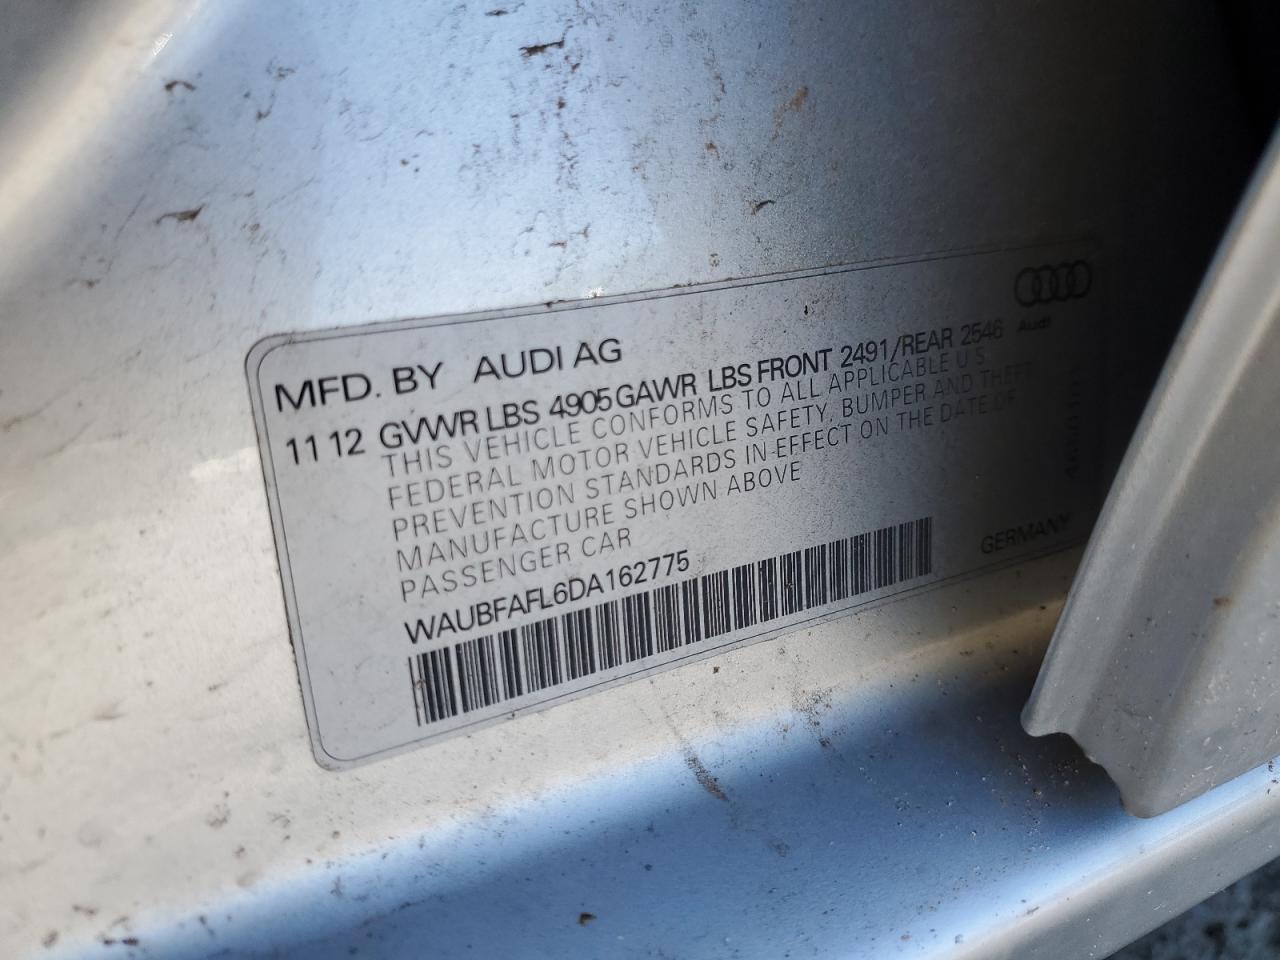 MFD. BY AUDI AG
Audi
11 12 GVWR LBS 4905 GAWR LBS FRONT 2491/REAR 2546
THIS VEHICLE CONFORMS TO ALL APPLICABLE U S
FEDERAL MOTOR VEHICLE SAFETY, BUMPER AND THEFT
PREVENTION STANDARDS IN EFFECT ON THE DATE OF
MANUFACTURE SHOWN ABOVE
PASSENGER CAR
WAUBFAFL6DA162775
GERMANY